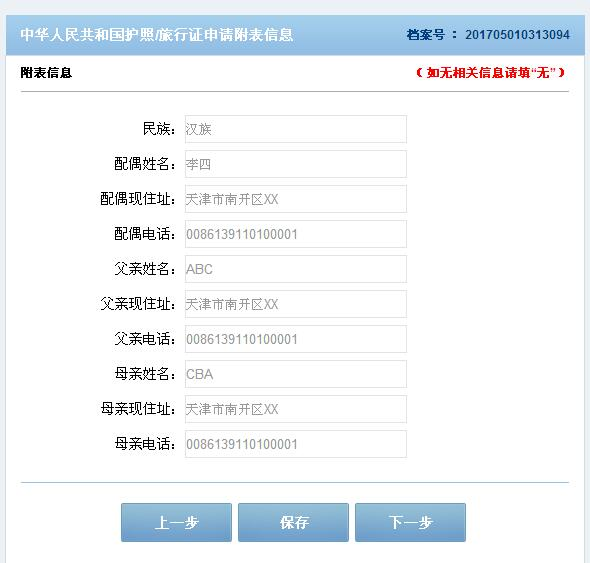 中华人民共和国护照/旅行证申请附表信息 档案号 ： 201705010313094
附表信息 （ 如无相关信息请填“无” ）
民族： 汉族
配偶姓名： 李四
配偶现住址： 天津市南开区XX
配偶电话： 0086139110100001
父亲姓名： ABC
父亲现住址： 天津市南开区XX
父亲电话： 0086139110100001
母亲姓名： CBA
母亲现住址： 天津市南开区XX
母亲电话： 0086139110100001
上一步 保存 下一步